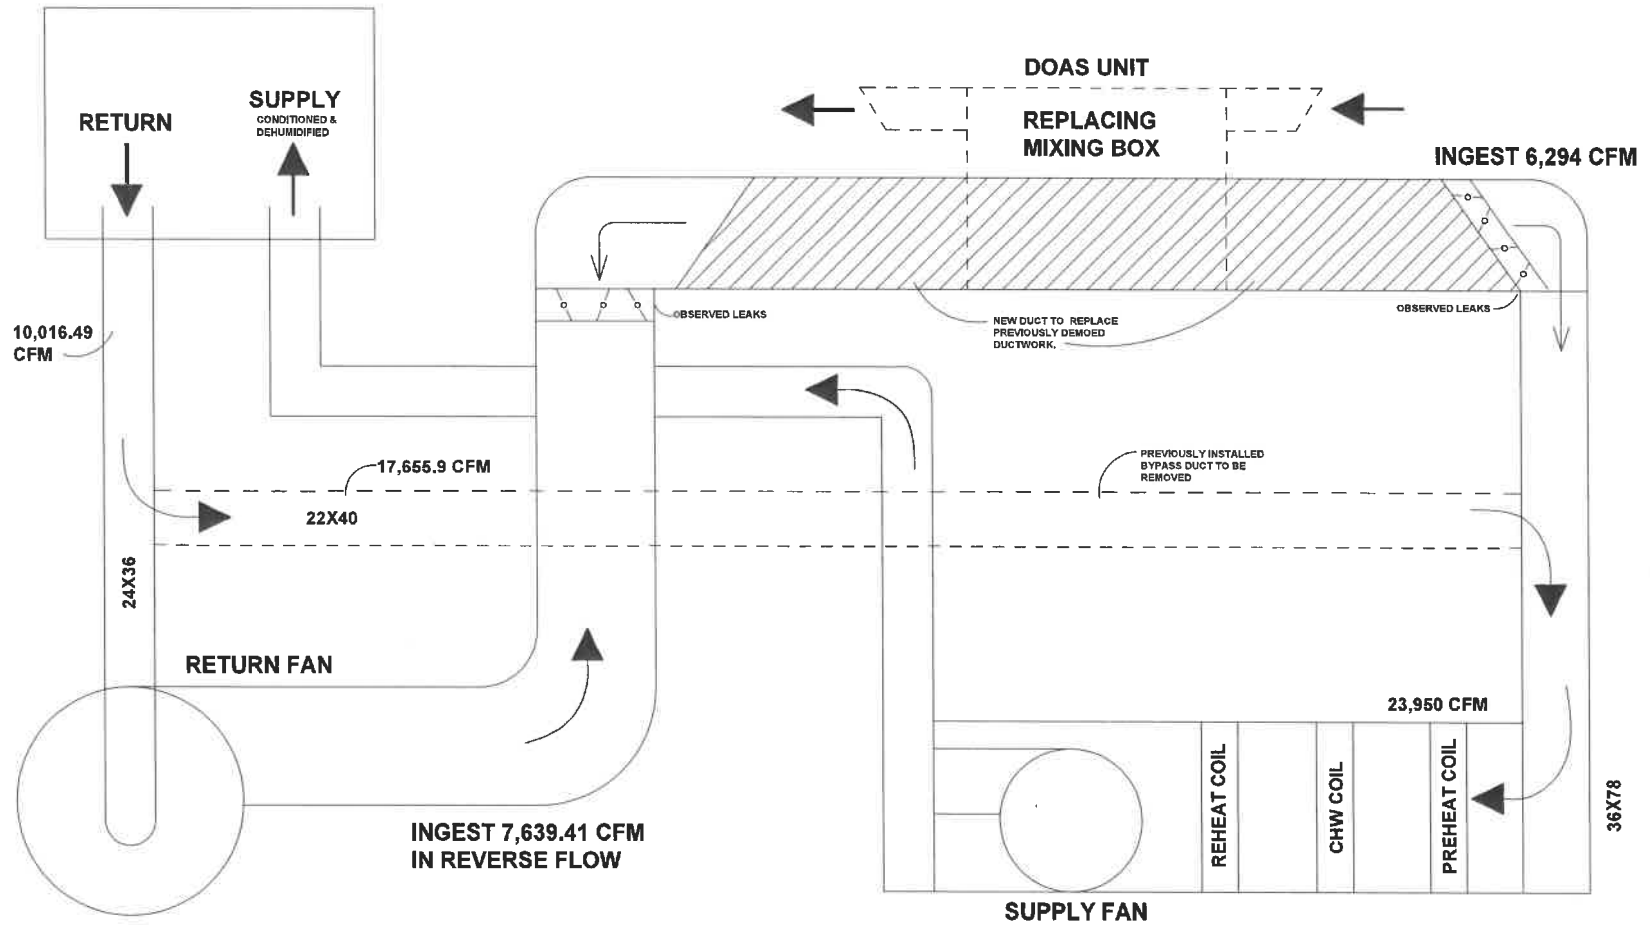 DOAS UNIT
REPLACING
MIXING BOX
RETURN
SUPPLY
CONDITIONED &
DEHUMIDIFIED
INGEST 6,294 CFM
OBSERVED LEAKS
OBSERVED LEAKS
NEW DUCT TO REPLACE
PREVIOUSLY DEMOED
DUCTWORK.
10,016.49
CFM
17,655.9 CFM
22X40
PREVIOUSLY INSTALLED
BYPASS DUCT TO BE
REMOVED
24X36
RETURN FAN
23,950 CFM
REHEAT COIL
CHW COIL
PREHEAT COIL
36X78
INGEST 7,639.41 CFM
IN REVERSE FLOW
SUPPLY FAN